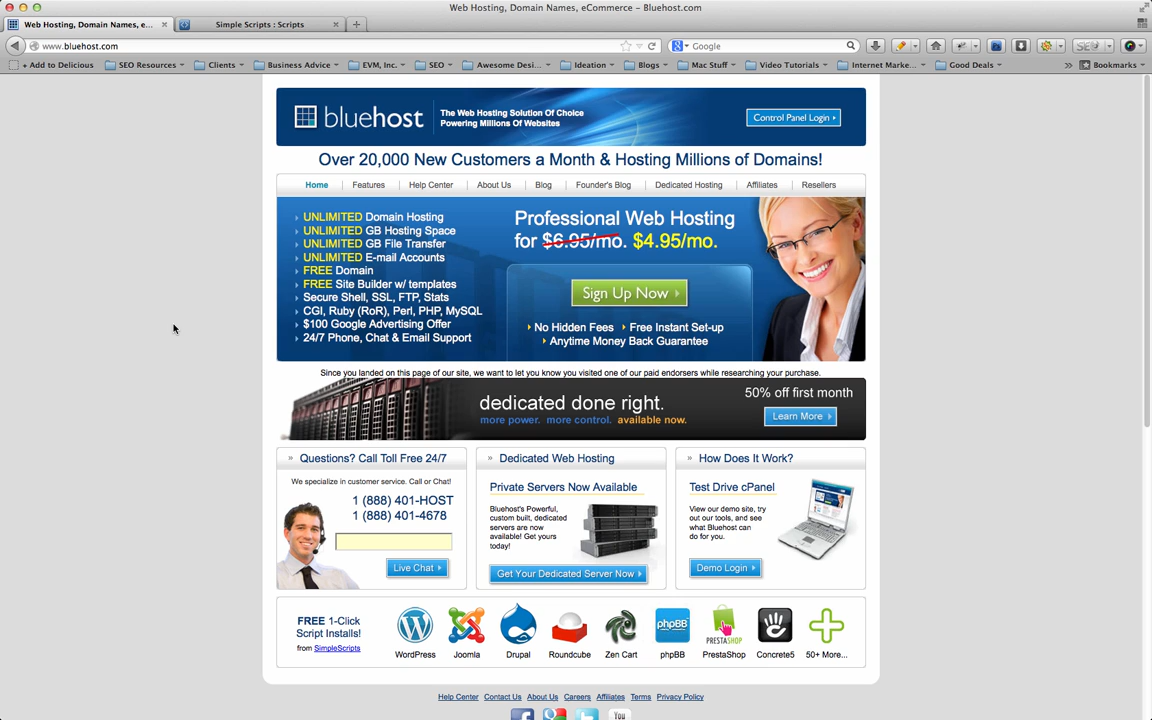 Web Hosting, Domain Names, eCommerce – Bluehost.com
Web Hosting, Domain Names, e...
Simple Scripts : Scripts
www.bluehost.com
Google
+ Add to Delicious
SEO Resources
Clients
Business Advice
EVM, Inc.
SEO
Awesome Desi...
Ideation
Blogs
Mac Stuff
Video Tutorials
Internet Marke...
Good Deals
Bookmarks
bluehost
The Web Hosting Solution Of Choice
Powering Millions Of Websites
Control Panel Login
Over 20,000 New Customers a Month & Hosting Millions of Domains!
Home
Features
Help Center
About Us
Blog
Founder's Blog
Dedicated Hosting
Affiliates
Resellers
UNLIMITED Domain Hosting
UNLIMITED GB Hosting Space
UNLIMITED GB File Transfer
UNLIMITED E-mail Accounts
FREE Domain
FREE Site Builder w/ templates
Secure Shell, SSL, FTP, Stats
CGI, Ruby (RoR), Perl, PHP, MySQL
$100 Google Advertising Offer
24/7 Phone, Chat & Email Support
Professional Web Hosting
for $6.95/mo. $4.95/mo.
Sign Up Now
No Hidden Fees
Free Instant Set-up
Anytime Money Back Guarantee
Since you landed on this page of our site, we want to let you know you visited one of our paid endorsers while researching your purchase.
dedicated done right.
more power. more control. available now.
50% off first month
Learn More
» Questions? Call Toll Free 24/7
We specialize in customer service. Call or Chat!
1 (888) 401-HOST
1 (888) 401-4678
Live Chat
» Dedicated Web Hosting
Private Servers Now Available
Bluehost's Powerful,
custom built, dedicated
servers are now
available! Get yours
today!
Get Your Dedicated Server Now
» How Does It Work?
Test Drive cPanel
View our demo site, try
out our tools, and see
what Bluehost can
do for you.
Demo Login
FREE 1-Click
Script Installs!
from SimpleScripts
WordPress
Joomla
Drupal
Roundcube
Zen Cart
phpBB
phpBB
PRESTASHOP
PrestaShop
Concrete5
50+ More...
Help Center
Contact Us
About Us
Careers
Affiliates
Terms
Privacy Policy
You